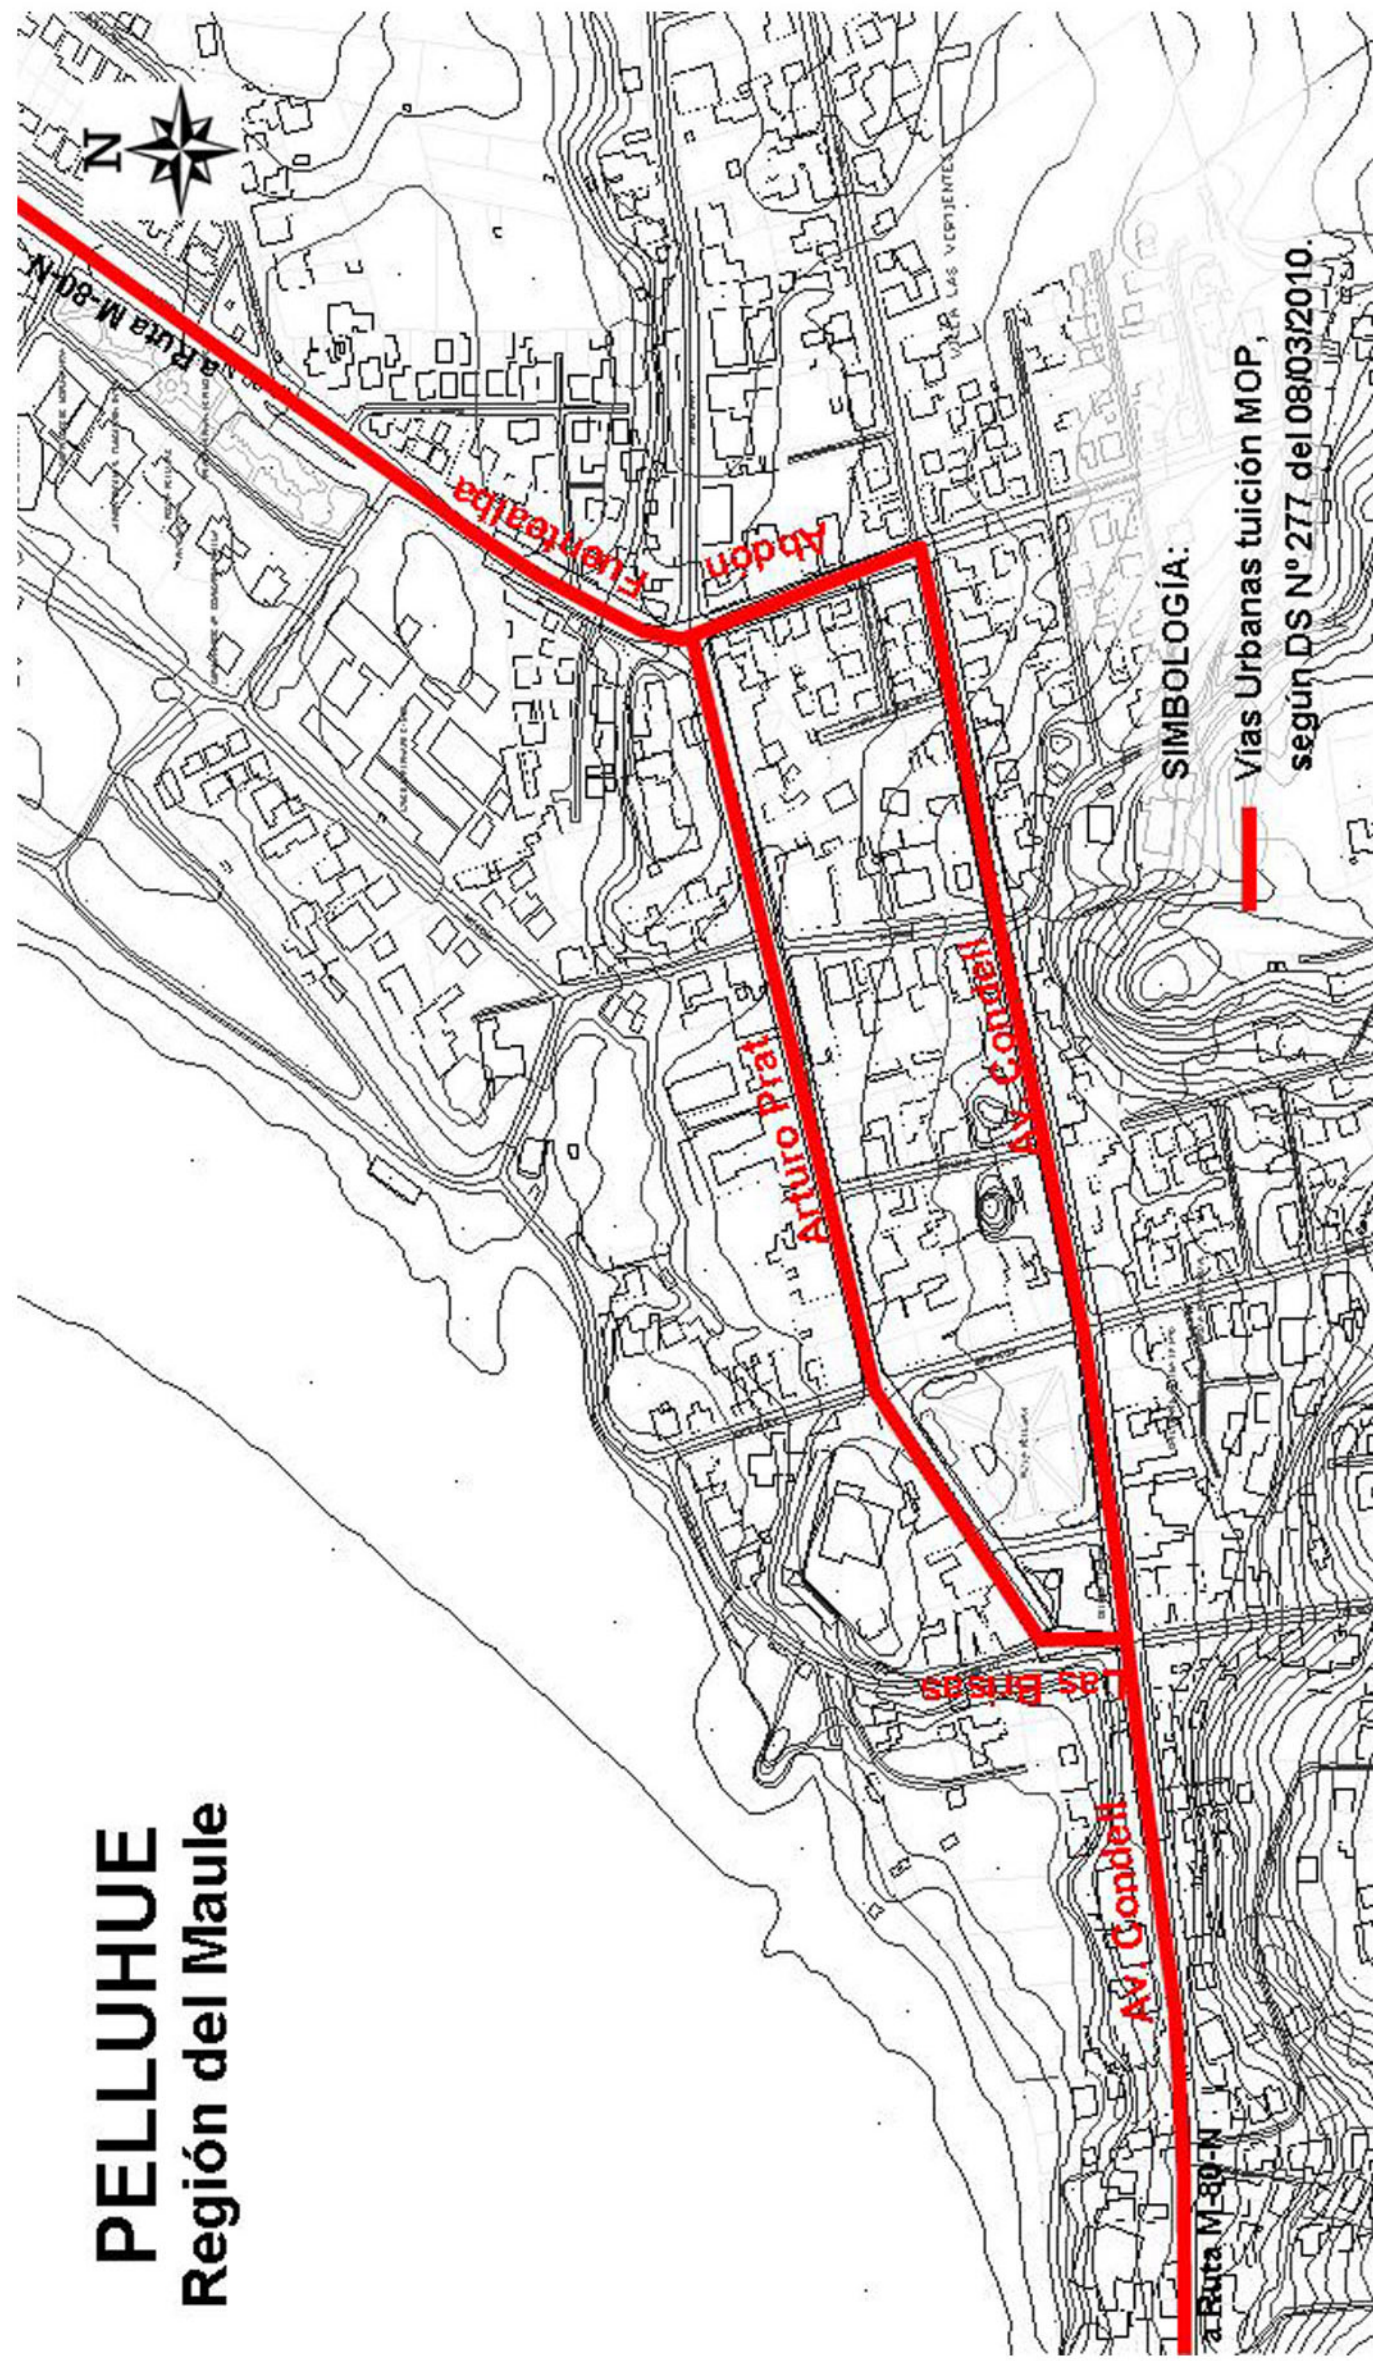 PELLUHUE
Región del Maule
N
a Ruta M-80-N
Fuentealba
Abdón
Arturo Prat
Av. Condell
Las Brisas
Av. Condell
a Ruta M-80-N
VILLA LAS VERTIENTES
SIMBOLOGÍA:
Vías Urbanas tuición MOP,
según DS Nº 277 del 08/03/2010.